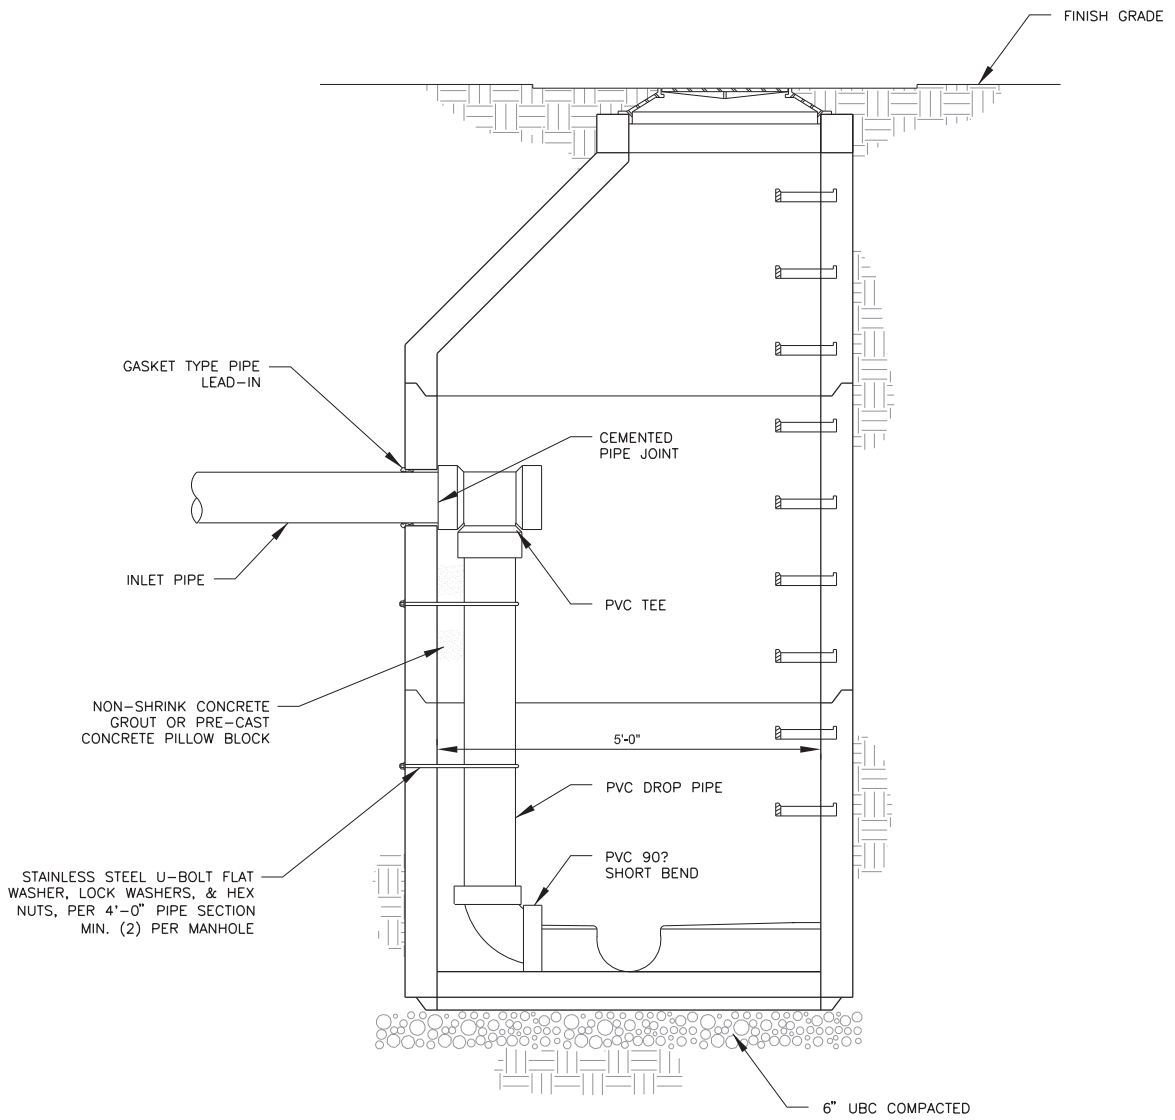 FINISH GRADE
GASKET TYPE PIPE
LEAD-IN
CEMENTED
PIPE JOINT
INLET PIPE
PVC TEE
NON-SHRINK CONCRETE
GROUT OR PRE-CAST
CONCRETE PILLOW BLOCK
5'-0"
PVC DROP PIPE
PVC 90?
SHORT BEND
STAINLESS STEEL U-BOLT FLAT
WASHER, LOCK WASHERS, & HEX
NUTS, PER 4'-0" PIPE SECTION
MIN. (2) PER MANHOLE
6" UBC COMPACTED